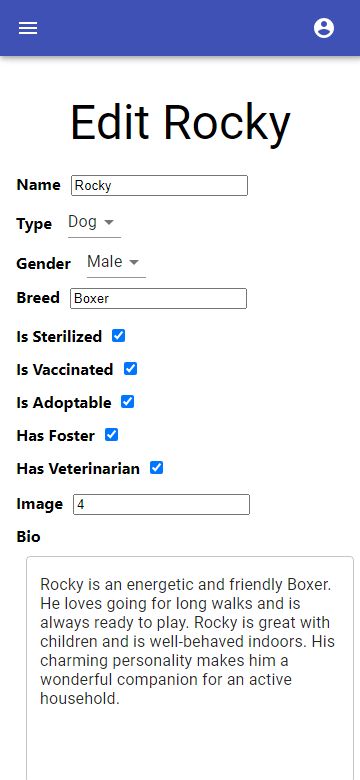 Edit Rocky
Name Rocky
Type Dog
Gender Male
Breed Boxer
Is Sterilized
Is Vaccinated
Is Adoptable
Has Foster
Has Veterinarian
Image 4
Bio
Rocky is an energetic and friendly Boxer.
He loves going for long walks and is
always ready to play. Rocky is great with
children and is well-behaved indoors. His
charming personality makes him a
wonderful companion for an active
household.